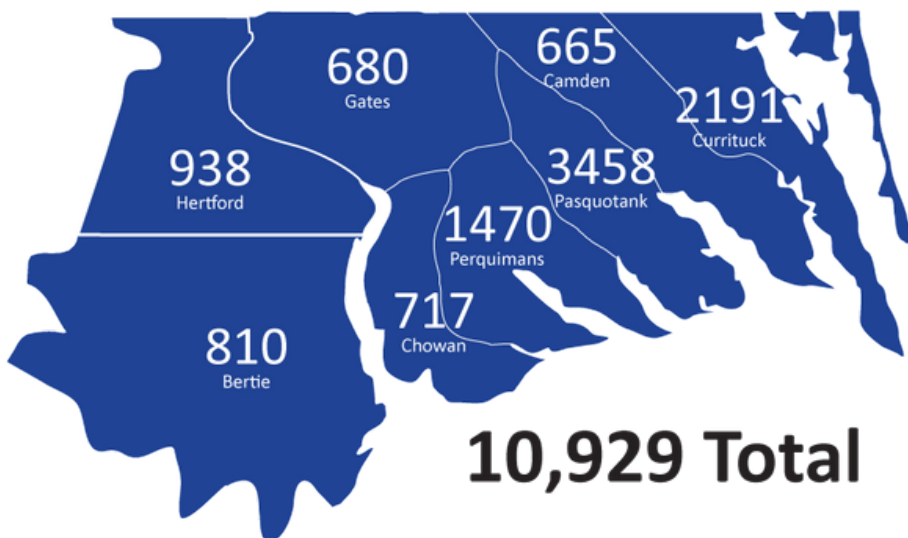 665
Camden
680
Gates
2191
Currituck
938
Hertford
3458
Pasquotank
1470
Perquimans
717
Chowan
810
Bertie
10,929 Total